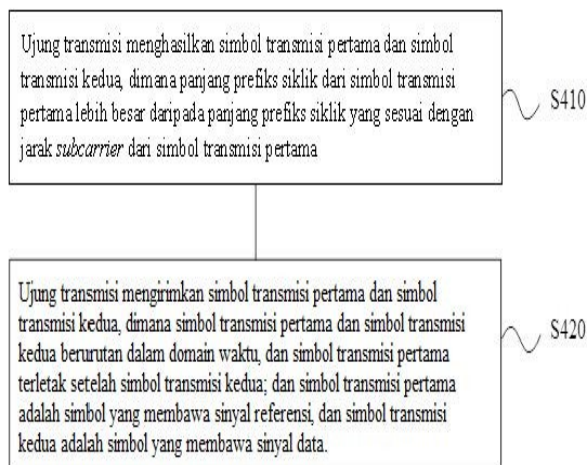 Ujung transmisi menghasilkan simbol transmisi pertama dan simbol
transmisi kedua, dimana panjang prefiks siklik dari simbol transmisi
pertama lebih besar daripada panjang prefiks siklik yang sesuai dengan
jarak subcarrier dari simbol transmisi pertama
S410
Ujung transmisi mengirimkan simbol transmisi pertama dan simbol
transmisi kedua, dimana simbol transmisi pertama dan simbol transmisi
kedua berurutan dalam domain waktu, dan simbol transmisi pertama
terletak setelah simbol transmisi kedua; dan simbol transmisi pertama
adalah simbol yang membawa sinyal referensi, dan simbol transmisi
kedua adalah simbol yang membawa sinyal data.
S420